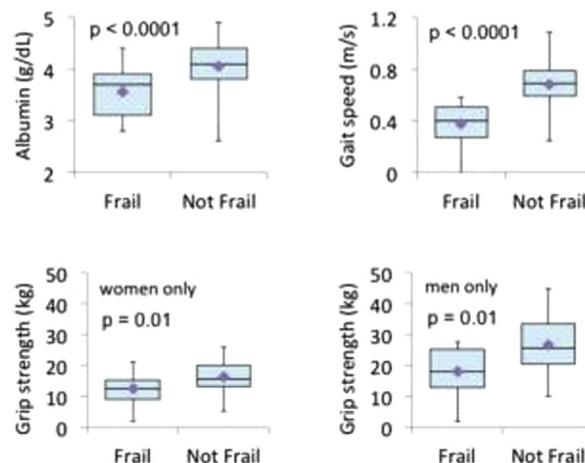 Albumin (g/dL)
5
4
3
2
p < 0.0001
Frail Not Frail
Gait speed (m/s)
1.2
0.8
0.4
0
p < 0.0001
Frail Not Frail
Grip strength (kg)
50
40
30
20
10
0
women only
p = 0.01
Frail Not Frail
Grip strength (kg)
50
40
30
20
10
0
men only
p = 0.01
Frail Not Frail